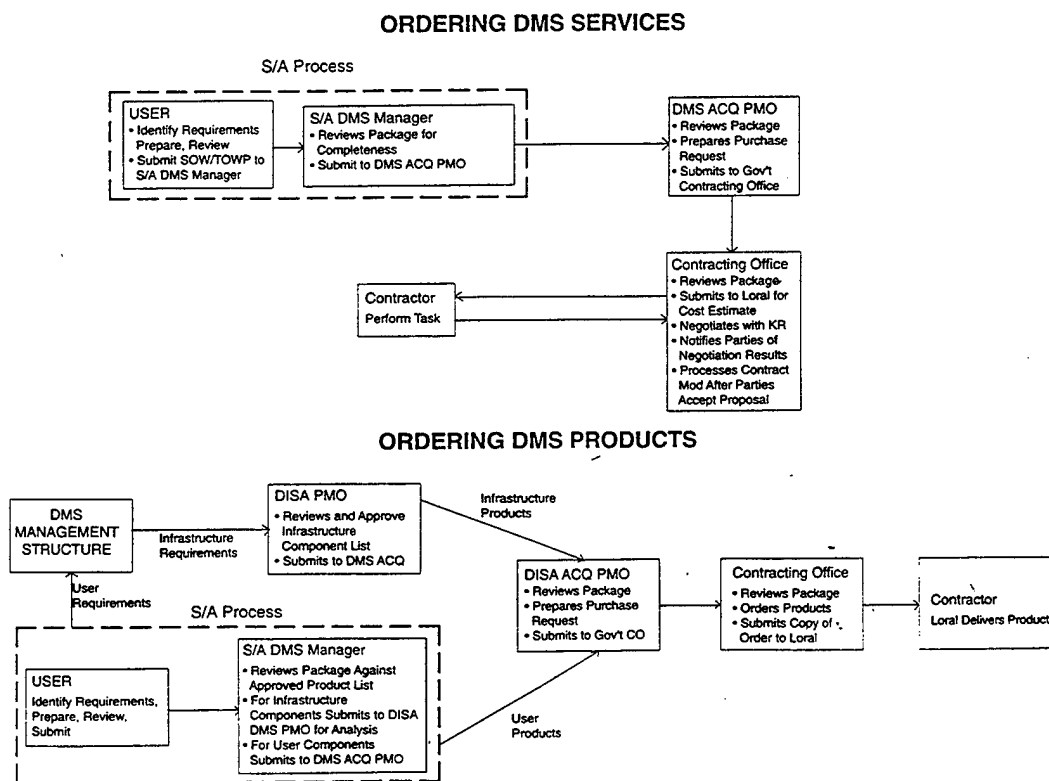 ORDERING DMS SERVICES
S/A Process
USER
• Identify Requirements
Prepare, Review
• Submit SOW/TOWP to
S/A DMS Manager
S/A DMS Manager
• Reviews Package for
Completeness
• Submit to DMS ACQ PMO
DMS ACQ PMO
• Reviews Package
• Prepares Purchase
Request
• Submits to Gov't
Contracting Office
Contracting Office
• Reviews Package
• Submits to Loral for
Cost Estimate
• Negotiates with KR
• Notifies Parties of
Negotiation Results
• Processes Contract
Mod After Parties
Accept Proposal
Contractor
Perform Task
ORDERING DMS PRODUCTS
DMS
MANAGEMENT
STRUCTURE
Infrastructure
Requirements
DISA PMO
• Reviews and Approve
Infrastructure
Component List
• Submits to DMS ACQ
Infrastructure
Products
User
Requirements
S/A Process
USER
Identify Requirements,
Prepare, Review,
Submit
S/A DMS Manager
• Reviews Package Against
Approved Product List
• For Infrastructure
Components Submits to DISA
DMS PMO for Analysis
• For User Components
Submits to DMS ACQ PMO
User
Products
DISA ACQ PMO
• Reviews Package
• Prepares Purchase
Request
• Submits to Gov't CO
Contracting Office
• Reviews Package
• Orders Products
• Submits Copy of
Order to Loral
Contractor
Loral Delivers Product